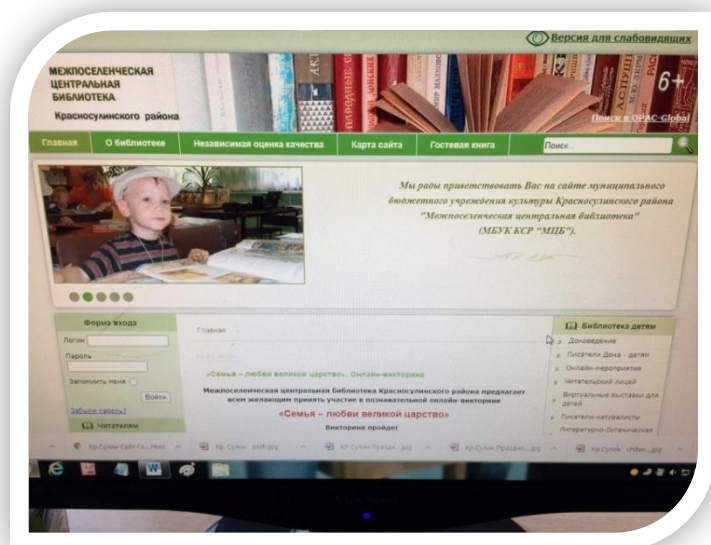 Версия для слабовидящих
МЕЖПОСЕЛЕНЧЕСКАЯ
ЦЕНТРАЛЬНАЯ
БИБЛИОТЕКА
Красносулинского района
6+
Поиск в OPAC-Global
Главная
О библиотеке
Независимая оценка качества
Карта сайта
Гостевая книга
Поиск...
Мы рады приветствовать Вас на сайте муниципального
бюджетного учреждения культуры Красносулинского района
"Межпоселенческая центральная библиотека"
(МБУК КСР "МЦБ").
Форма входа
Логин
Пароль
Запомнить меня
Войти
Забыли пароль?
Читателям
Главная
«Семья – любви великой царство». Онлайн-викторина
Межпоселенческая центральная библиотека Красносулинского района предлагает
всем желающим принять участие в познавательной онлайн-викторине
«Семья – любви великой царство»
Викторина пройдет
Библиотека детям
Доноведение
Писатели Дона - детям
Онлайн-мероприятия
Читательский лицей
Виртуальные выставки для
детей
Писатели-натуралисты
Литературно-ботаническая
ViewSonic